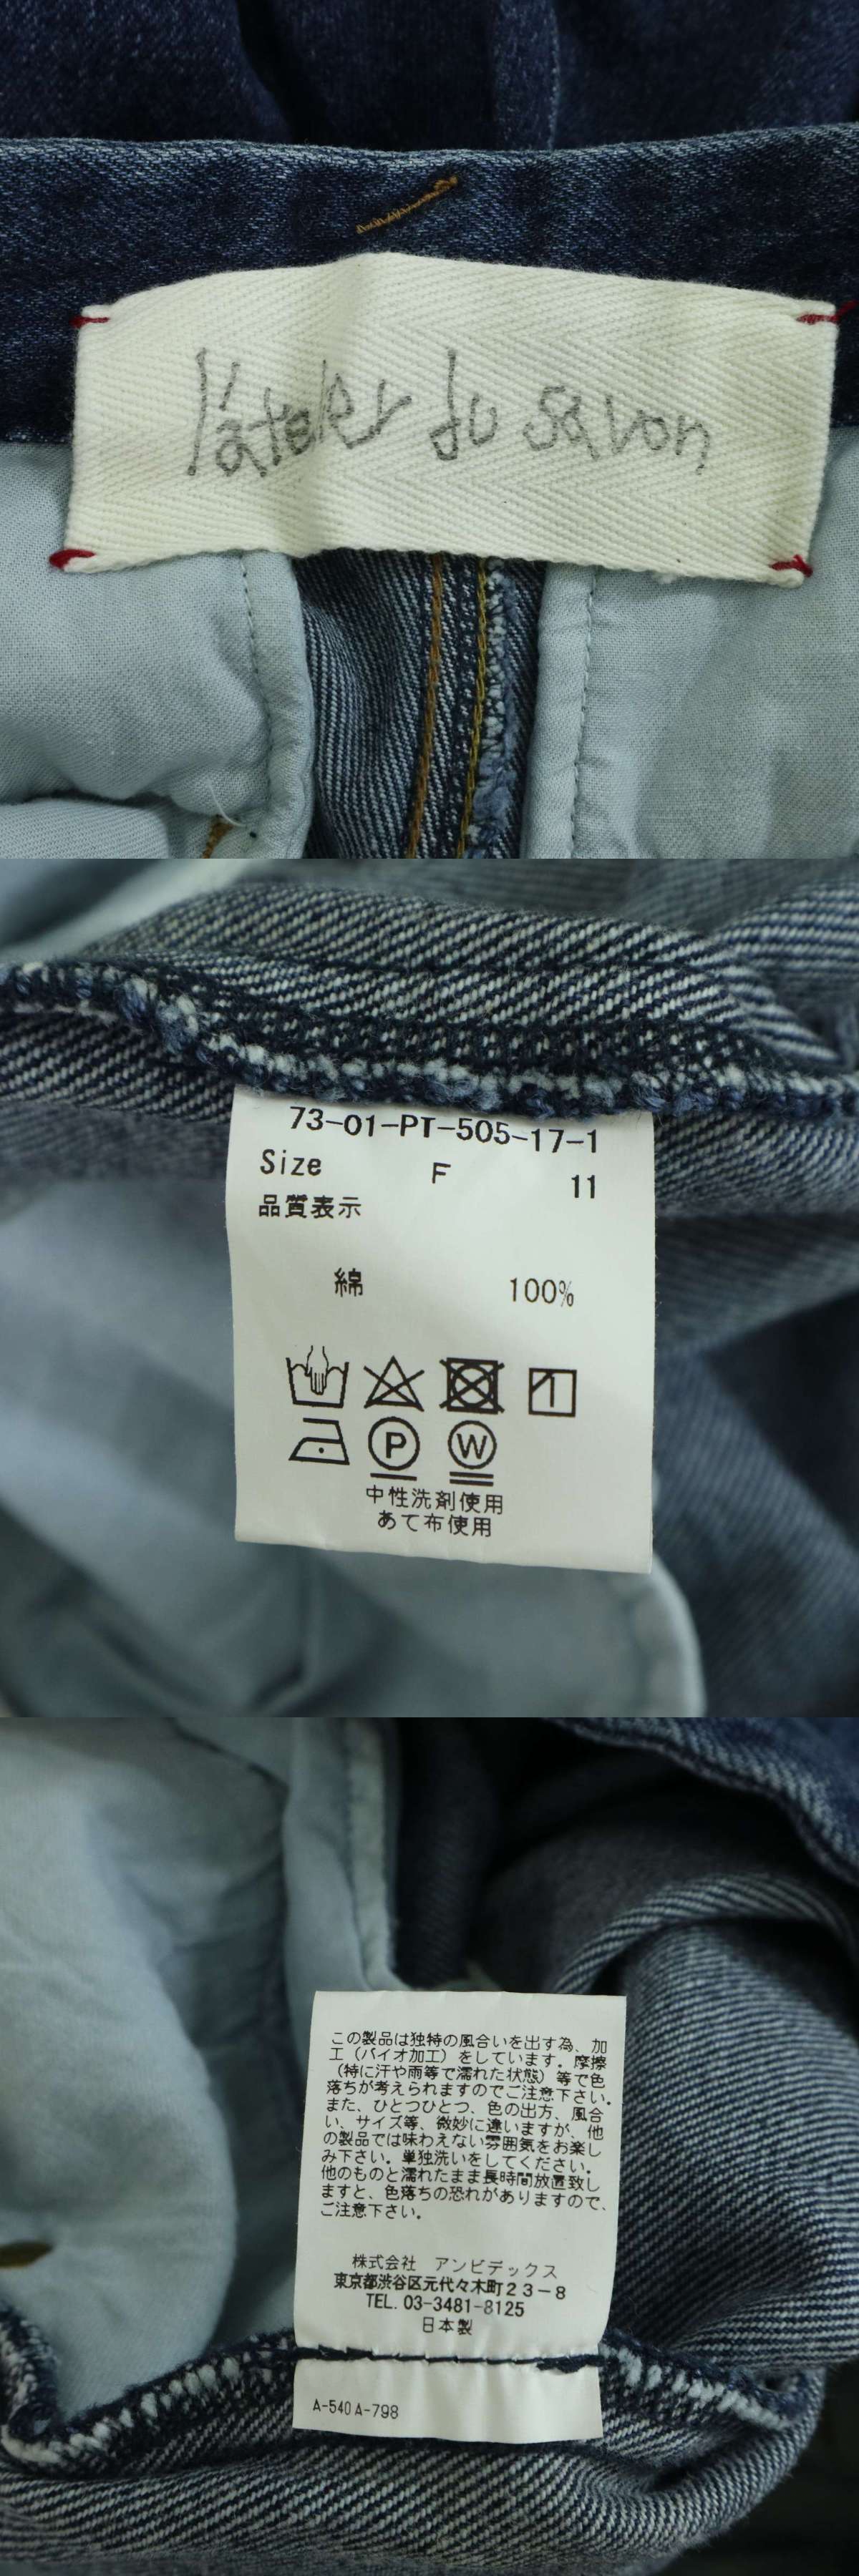 l'atelier du savon
73-01-PT-505-17-1
Size F 11
品質表示
綿 100%
P W
中性洗剤使用
あて布使用
この製品は独特の風合いを出す為、加
工（バイオ加工）をしています。摩擦
（特に汗や雨等で濡れた状態）等で色
落ちが考えられますのでご注意下さい。
また、ひとつひとつ、色の出方、風合
い、サイズ等、微妙に違いますが、他
の製品では味わえない雰囲気をお楽し
み下さい。単独洗いをしてください。
他のものと濡れたまま長時間放置致し
ますと、色落ちの恐れがありますので、
ご注意下さい。
株式会社 アンビデックス
東京都渋谷区元代々木町23-8
TEL. 03-3481-8125
日本製
A-540 A-798